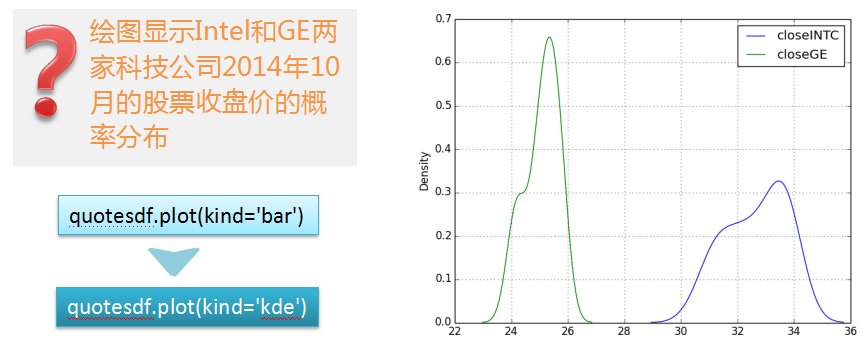 绘图显示Intel和GE两
家科技公司2014年10
月的股票收盘价的概
率分布
quotesdf.plot(kind='bar')
quotesdf.plot(kind='kde')
closeINTC
closeGE
Density
0.7
0.6
0.5
0.4
0.3
0.2
0.1
0.0
22 24 26 28 30 32 34 36